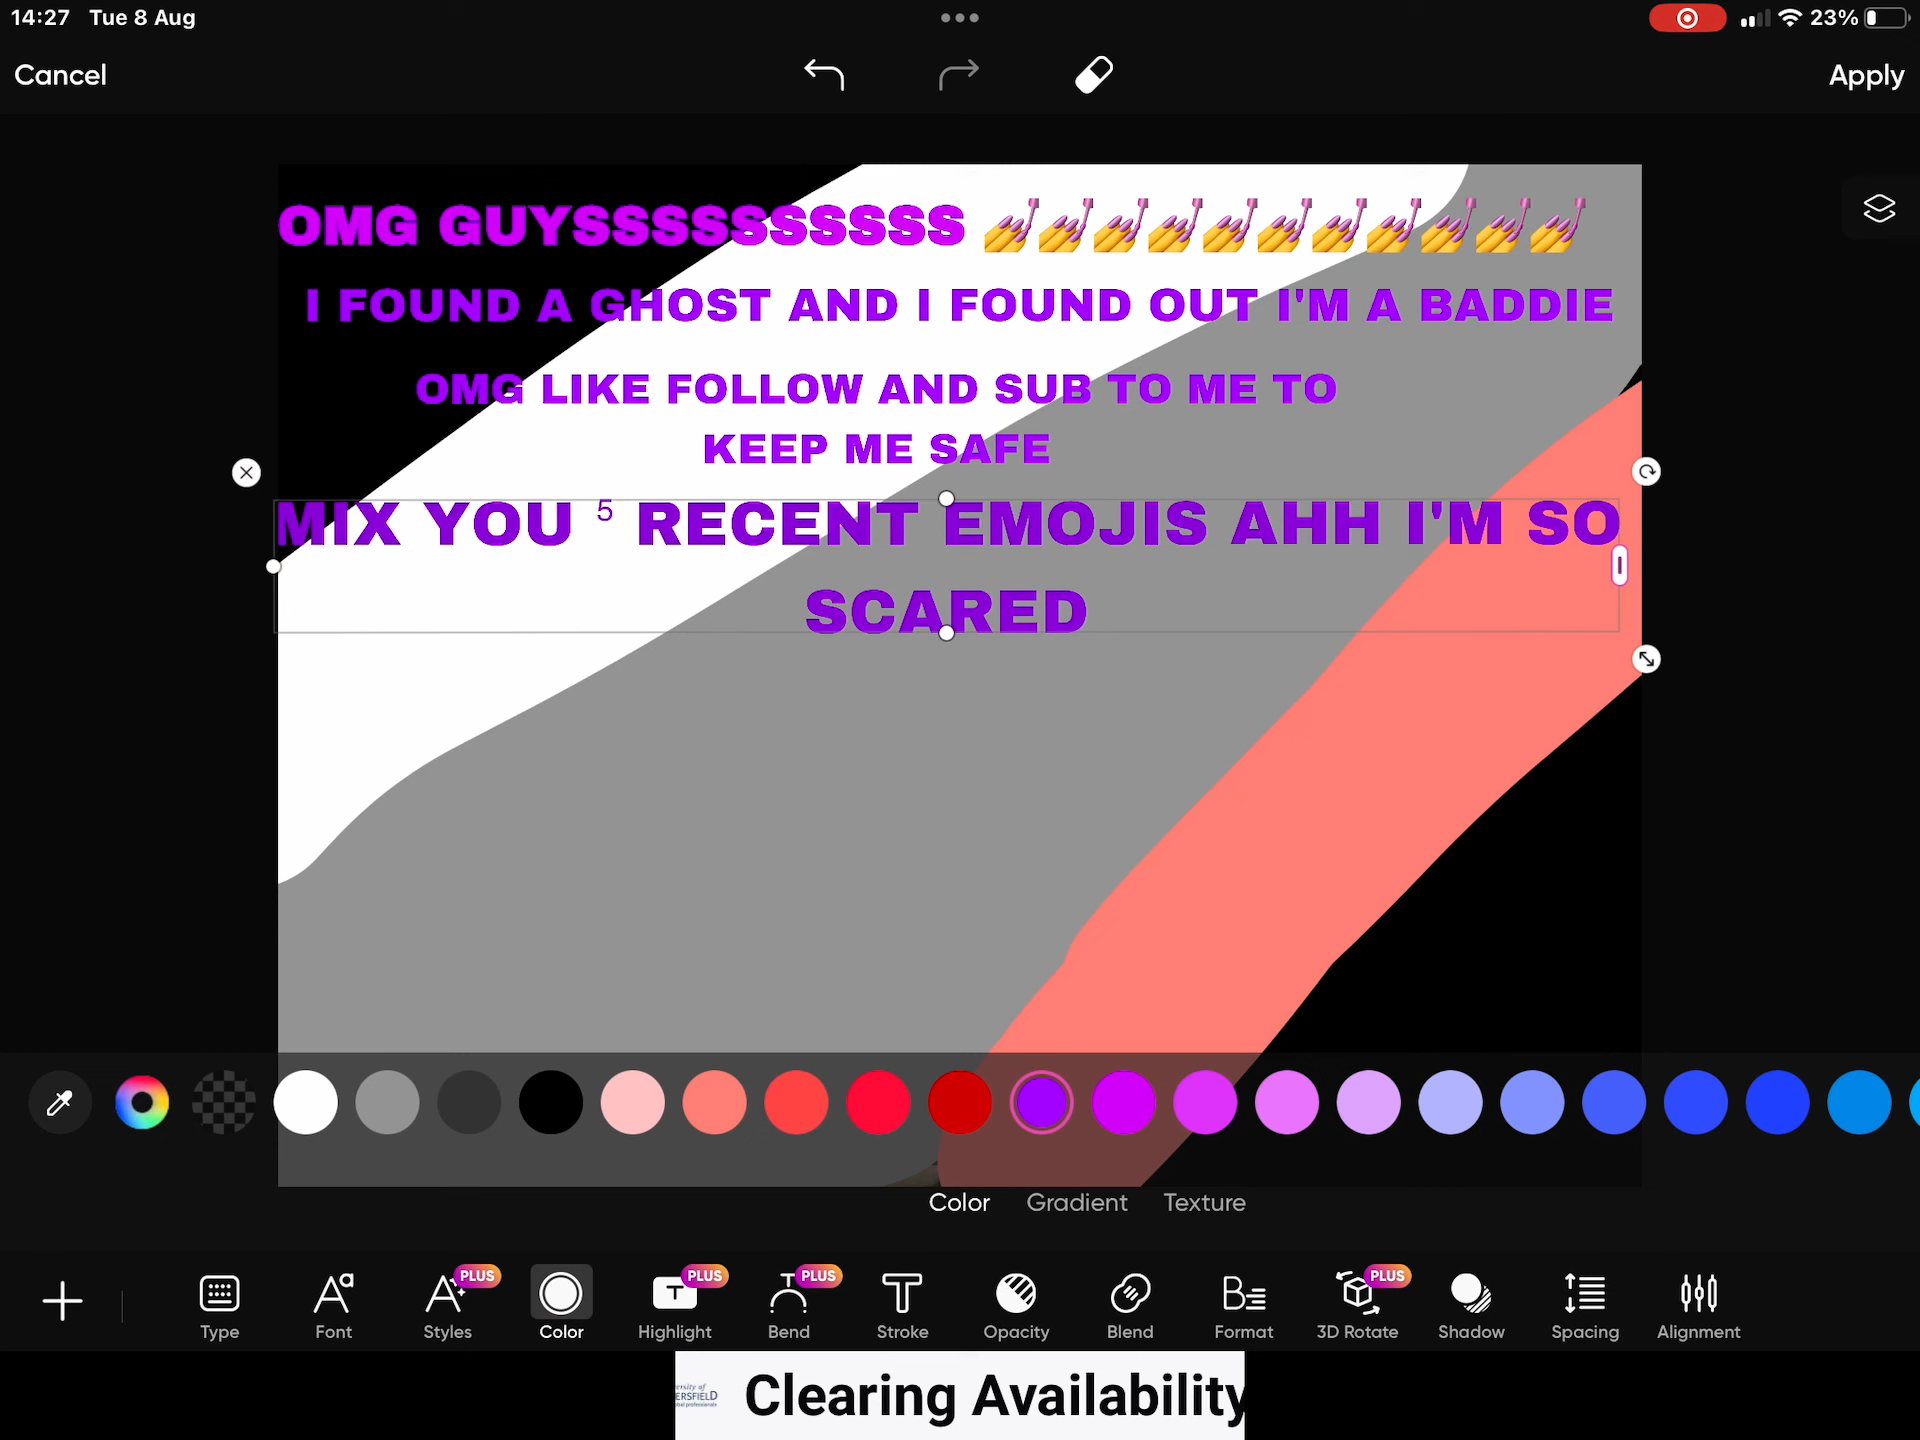 14:27 Tue 8 Aug
23%
Cancel
Apply
OMG GUYSSSSSSSSSS 💅💅💅💅💅💅💅💅💅💅💅
I FOUND A GHOST AND I FOUND OUT I'M A BADDIE
OMG LIKE FOLLOW AND SUB TO ME TO
KEEP ME SAFE
MIX YOU 5 RECENT EMOJIS AHH I'M SO
SCARED
Color Gradient Texture
PLUS PLUS PLUS PLUS
Type Font Styles Color Highlight Bend Stroke Opacity Blend Format 3D Rotate Shadow Spacing Alignment
Clearing Availability